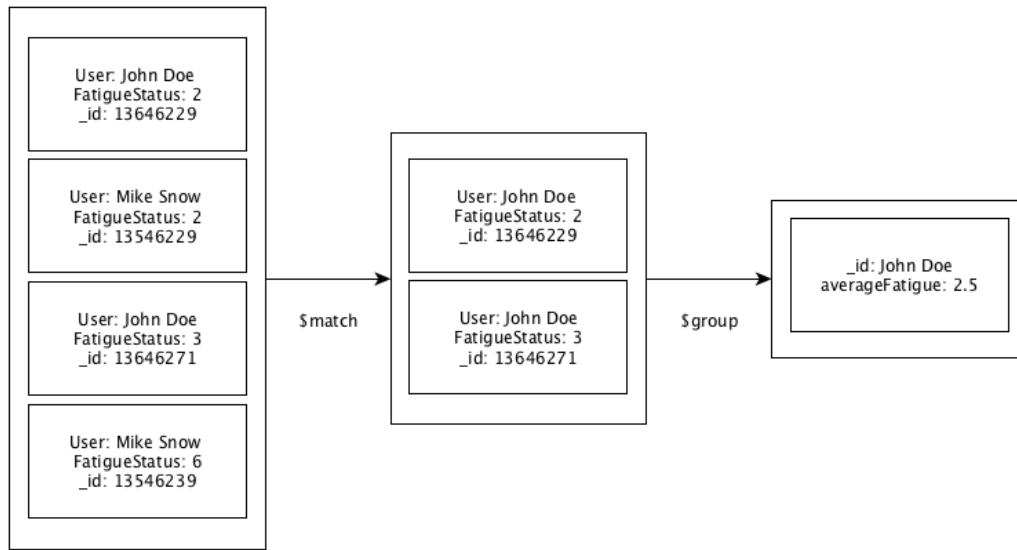 User: John Doe
FatigueStatus: 2
_id: 13646229
User: Mike Snow
FatigueStatus: 2
_id: 13546229
User: John Doe
FatigueStatus: 3
_id: 13646271
User: Mike Snow
FatigueStatus: 6
_id: 13546239
$match
User: John Doe
FatigueStatus: 2
_id: 13646229
User: John Doe
FatigueStatus: 3
_id: 13646271
$group
_id: John Doe
averageFatigue: 2.5